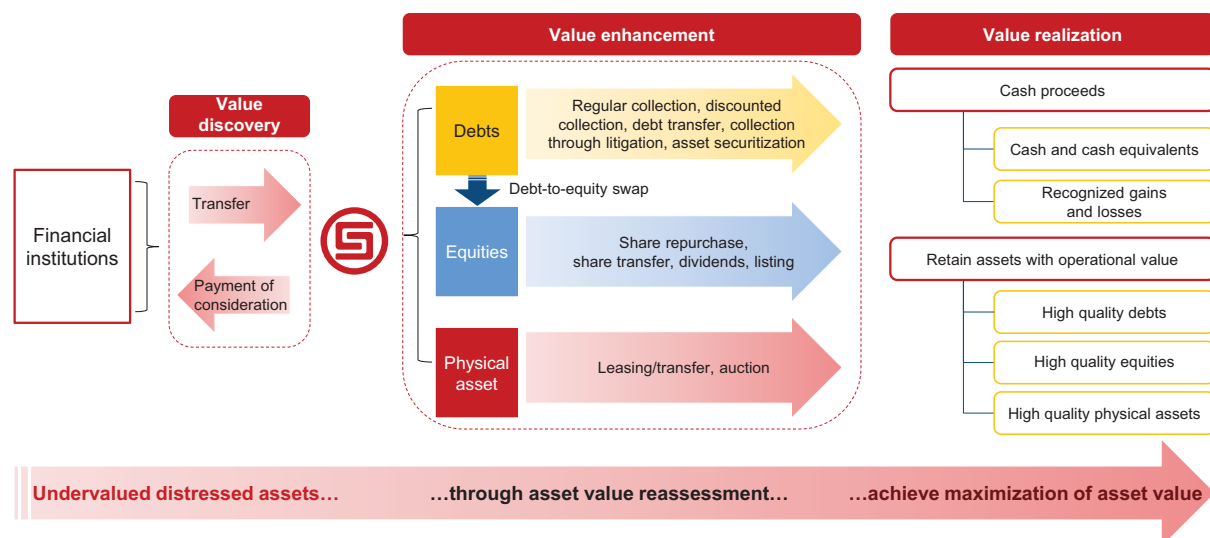 Value enhancement
Value realization
Value
discovery
Financial
institutions
Transfer
Payment of
consideration
Debts
Regular collection, discounted
collection, debt transfer, collection
through litigation, asset securitization
Debt-to-equity swap
Equities
Share repurchase,
share transfer, dividends, listing
Physical
asset
Leasing/transfer, auction
Cash proceeds
Cash and cash equivalents
Recognized gains
and losses
Retain assets with operational value
High quality debts
High quality equities
High quality physical assets
Undervalued distressed assets…
…through asset value reassessment…
…achieve maximization of asset value